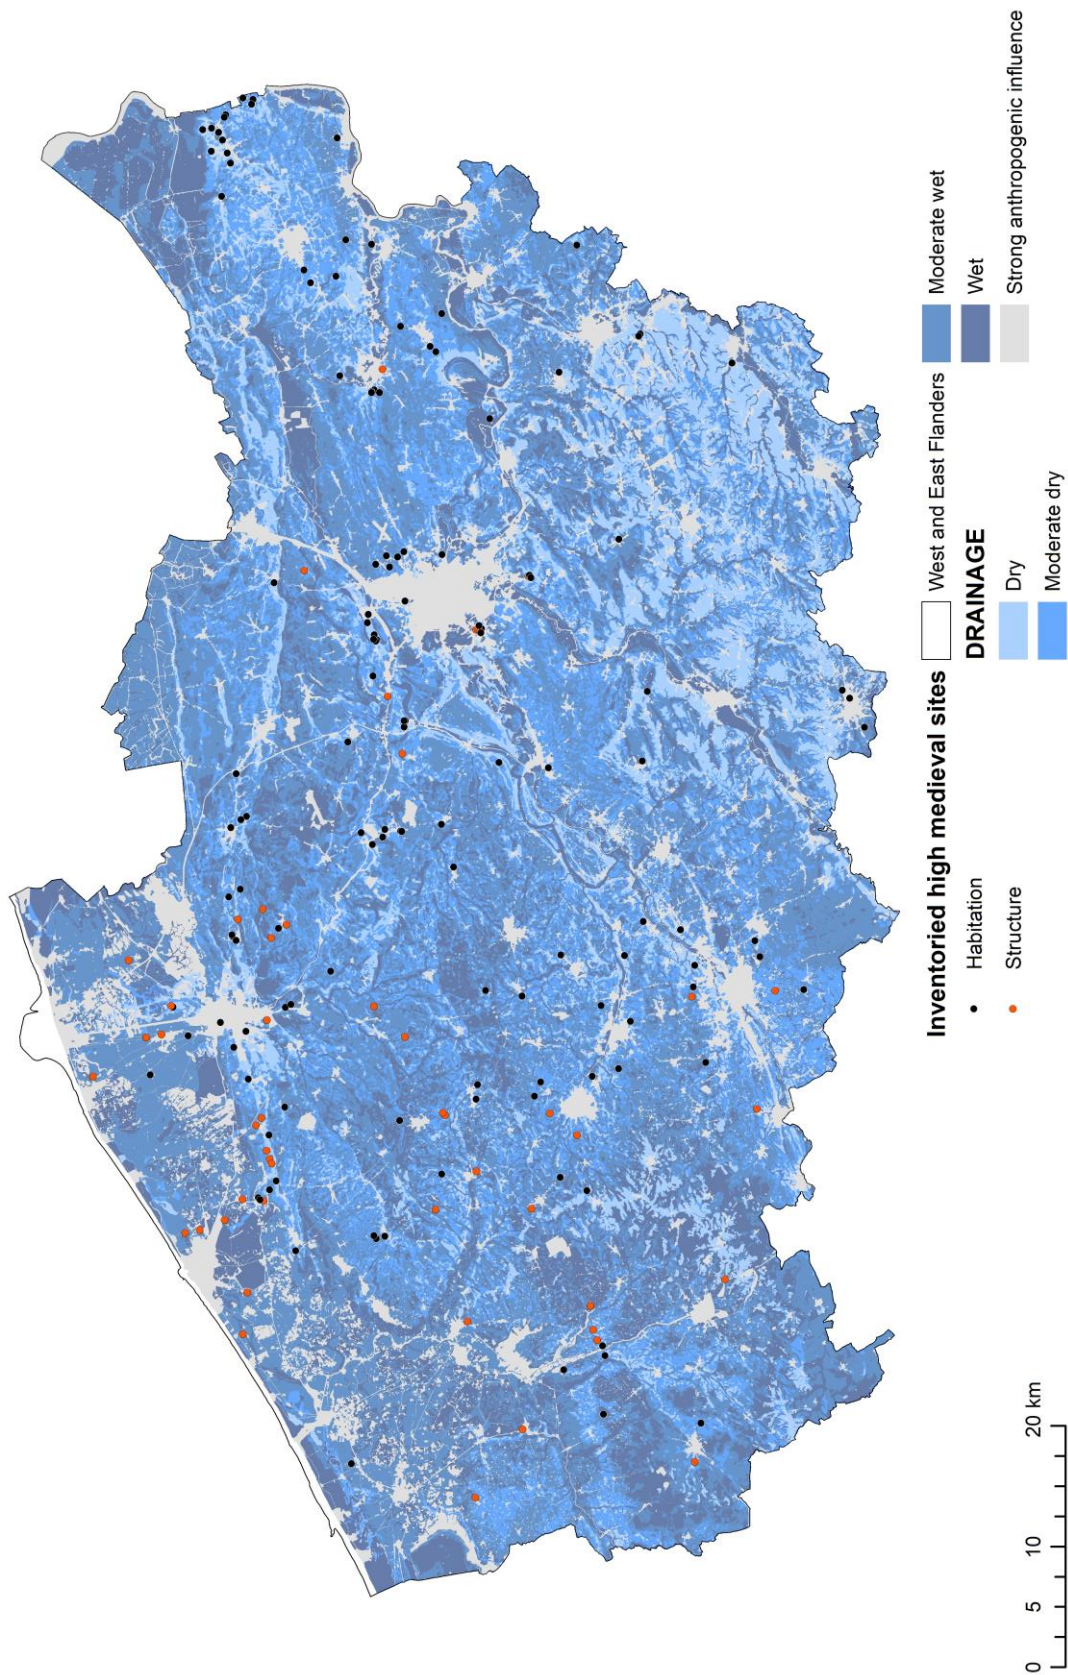 Inventoried high medieval sites
Habitation
Structure
West and East Flanders
DRAINAGE
Dry
Moderate dry
Moderate wet
Wet
Strong anthropogenic influence
0 5 10 20 km